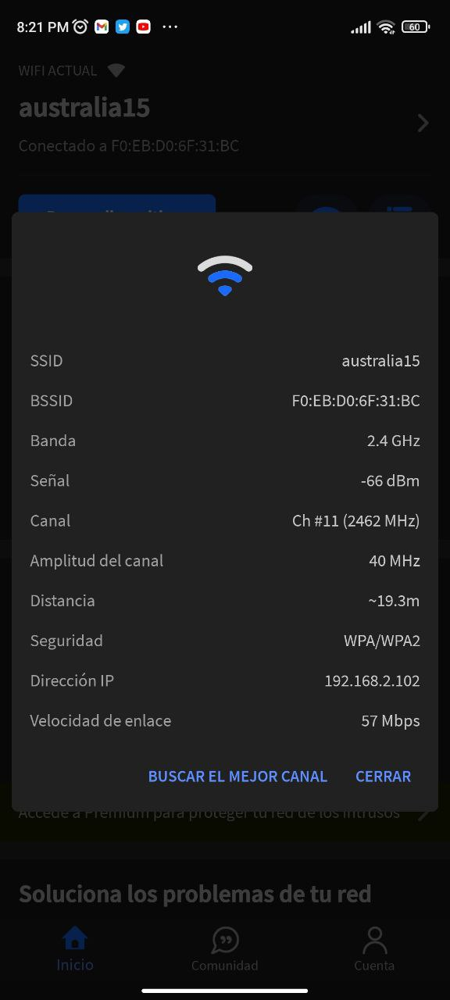 8:21 PM
60
WIFI ACTUAL
australia15
Conectado a F0:EB:D0:6F:31:BC
SSID australia15
BSSID F0:EB:D0:6F:31:BC
Banda 2.4 GHz
Señal -66 dBm
Canal Ch #11 (2462 MHz)
Amplitud del canal 40 MHz
Distancia ~19.3m
Seguridad WPA/WPA2
Dirección IP 192.168.2.102
Velocidad de enlace 57 Mbps
BUSCAR EL MEJOR CANAL CERRAR
Accede a Premium para proteger tu red de los intrusos
Soluciona los problemas de tu red
Inicio Comunidad Cuenta